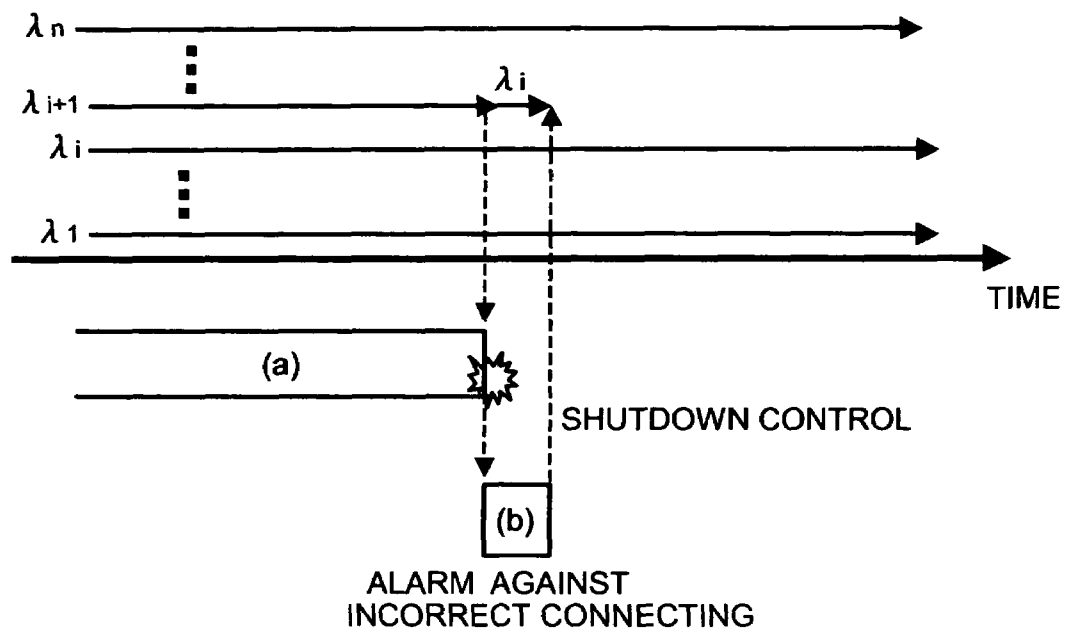 λn
λi
λi+1
λi
λ1
TIME
(a)
SHUTDOWN CONTROL
(b)
ALARM AGAINST
INCORRECT CONNECTING